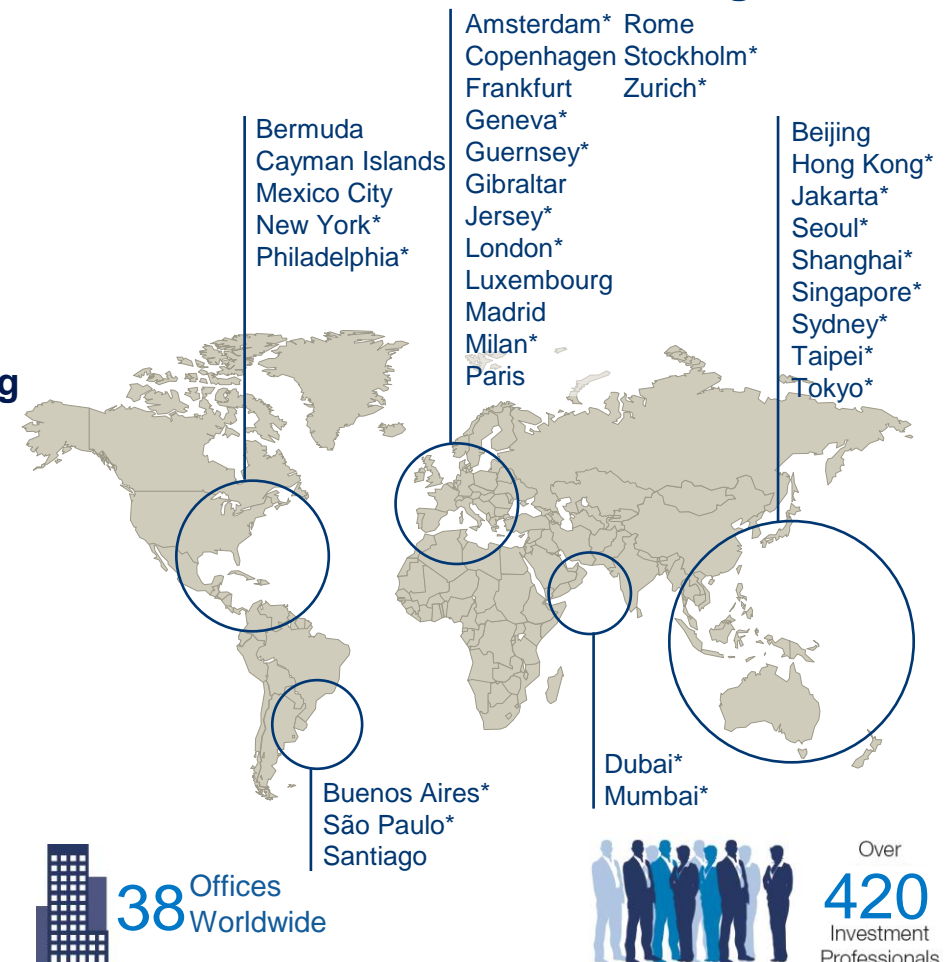 g
Amsterdam* Rome
Copenhagen Stockholm*
Frankfurt Zurich*
Geneva*
Guernsey*
Gibraltar
Jersey*
London*
Luxembourg
Madrid
Milan*
Paris
Bermuda
Cayman Islands
Mexico City
New York*
Philadelphia*
Beijing
Hong Kong*
Jakarta*
Seoul*
Shanghai*
Singapore*
Sydney*
Taipei*
Tokyo*
g
Dubai*
Mumbai*
Buenos Aires*
São Paulo*
Santiago
38 Offices
Worldwide
Over
420
Investment
Professionals